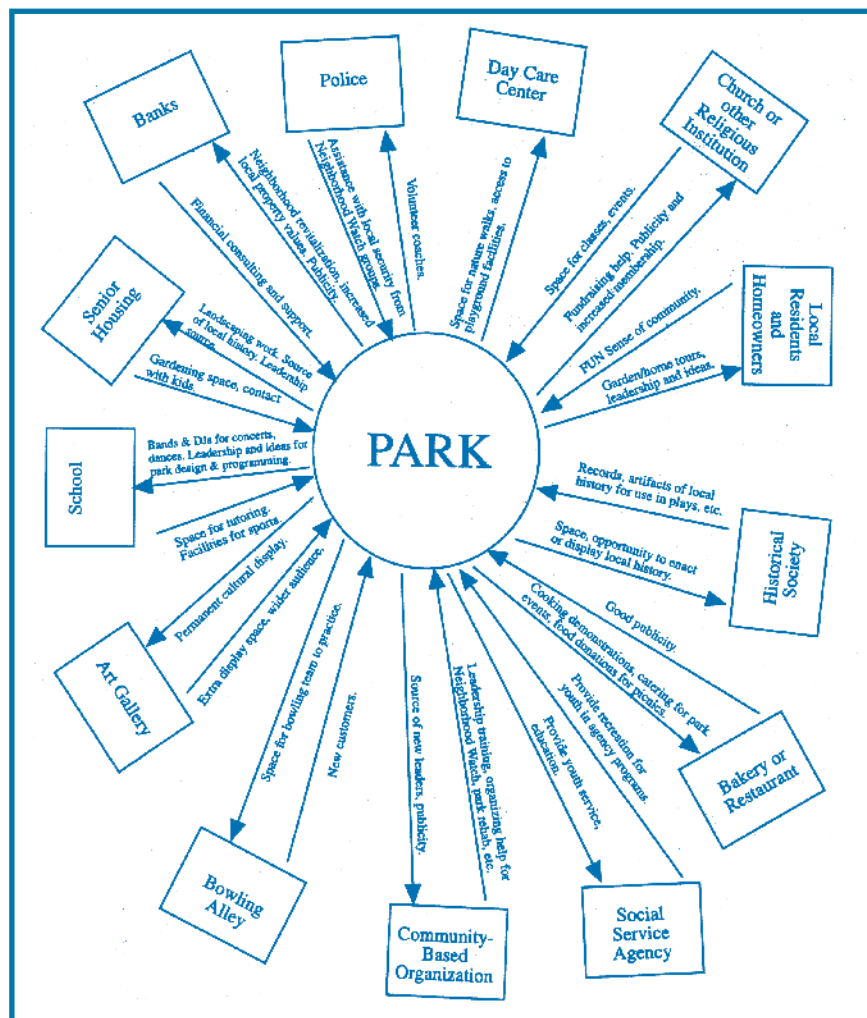 Police
Day Care
Center
Church or
other
Religious
Institution
Banks
Neighborhood revitalization, increased
local property values. Publicity.
Assistance with local security from
Neighborhood Watch groups.
Volunteer coaches.
Space for nature walks, access to
playground facilities.
Space for classes, events.
Fundraising help. Publicity and
increased membership.
Financial consulting and support.
Senior
Housing
Landscaping work. Source
of local history. Leadership
source.
Gardening space, contact
with kids.
FUN Sense of community.
Garden/home tours,
leadership and ideas.
Local
Residents
and
Homeowners
PARK
School
Bands & DJs for concerts,
dances. Leadership and ideas for
park design & programming.
Space for tutoring.
Facilities for sports.
Records, artifacts of local
history for use in plays, etc.
Space, opportunity to enact
or display local history.
Historical
Society
Art Gallery
Permanent cultural display.
Extra display space, wider audience.
Good publicity.
Cooking demonstrations, catering for park
events, food donations for picnics.
Bakery or
Restaurant
Space for bowling team to practice.
New customers.
Bowling
Alley
Source of new leaders, publicity.
Leadership training, organizing help for
Neighborhood Watch, park rehab, etc.
Community-
Based
Organization
Provide recreation for
youth in agency programs.
Provide youth service,
education.
Social
Service
Agency